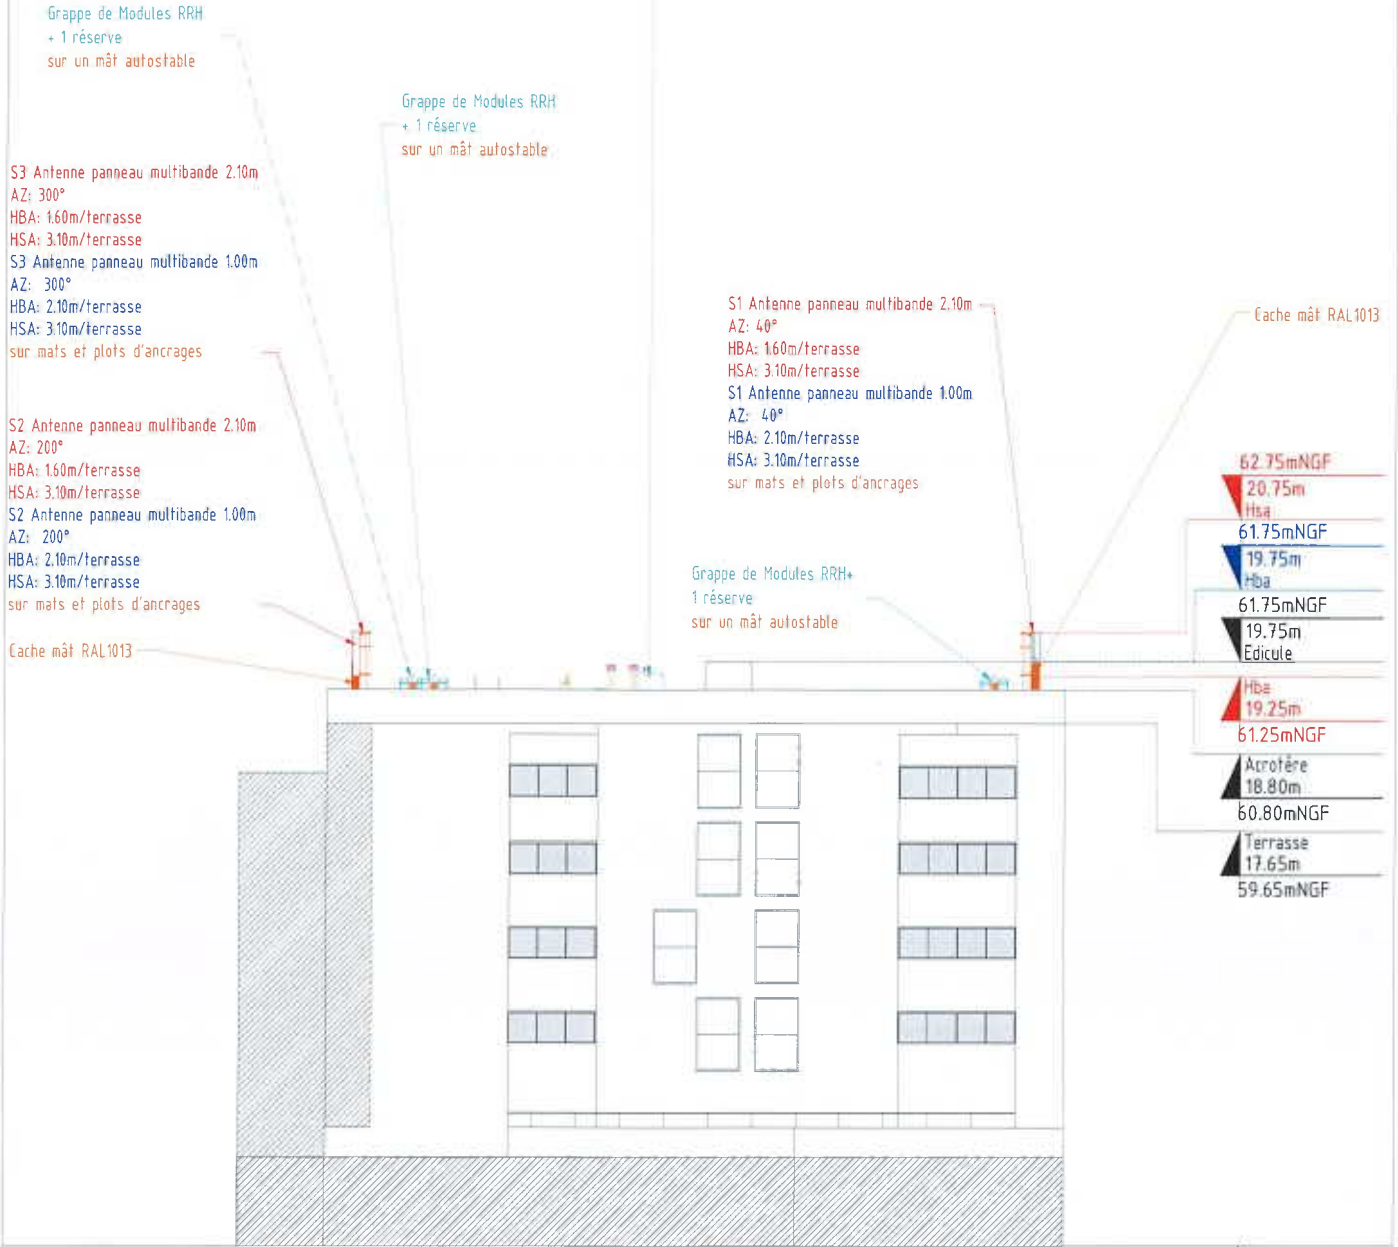 Grappe de Modules RRH
+ 1 réserve
sur un mât autostable
Grappe de Modules RRH
+ 1 réserve
sur un mât autostable
S3 Antenne panneau multibande 2.10m
AZ: 300°
HBA: 1.60m/terrasse
HSA: 3.10m/terrasse
S3 Antenne panneau multibande 1.00m
AZ: 300°
HBA: 2.10m/terrasse
HSA: 3.10m/terrasse
sur mats et plots d'ancrages
S2 Antenne panneau multibande 2.10m
AZ: 200°
HBA: 1.60m/terrasse
HSA: 3.10m/terrasse
S2 Antenne panneau multibande 1.00m
AZ: 200°
HBA: 2.10m/terrasse
HSA: 3.10m/terrasse
sur mats et plots d'ancrages
Cache mât RAL1013
S1 Antenne panneau multibande 2.10m
AZ: 40°
HBA: 1.60m/terrasse
HSA: 3.10m/terrasse
S1 Antenne panneau multibande 1.00m
AZ: 40°
HBA: 2.10m/terrasse
HSA: 3.10m/terrasse
sur mats et plots d'ancrages
Cache mât RAL1013
Grappe de Modules RRH+
1 réserve
sur un mât autostable
62.75mNGF
20.75m
Hsa
61.75mNGF
19.75m
Hba
61.75mNGF
19.75m
Edicule
Hba
19.25m
61.25mNGF
Acrotère
18.80m
60.80mNGF
Terrasse
17.65m
59.65mNGF